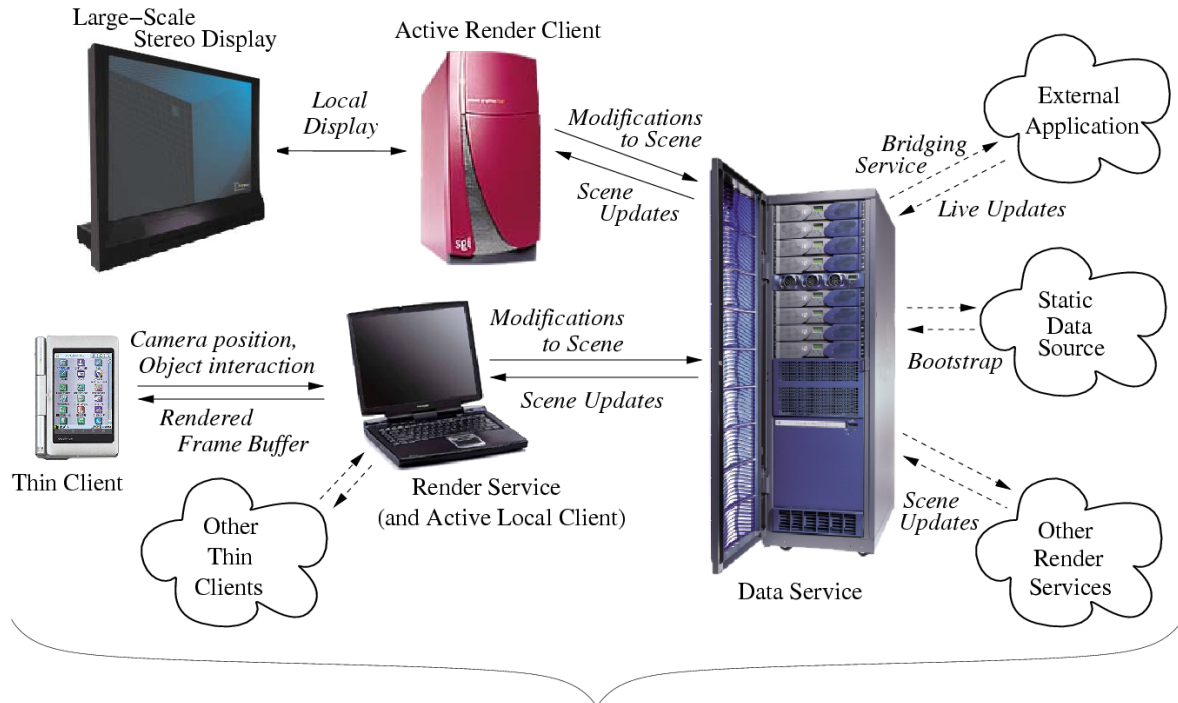 Large-Scale
Stereo Display
Active Render Client
Local
Display
Modifications
to Scene
Scene
Updates
sgi
External
Application
Bridging
Service
Live Updates
Static
Data
Source
Bootstrap
Camera position,
Object interaction
Rendered
Frame Buffer
Modifications
to Scene
Scene Updates
Thin Client
Render Service
(and Active Local Client)
Other
Thin
Clients
Data Service
Scene
Updates
Other
Render
Services